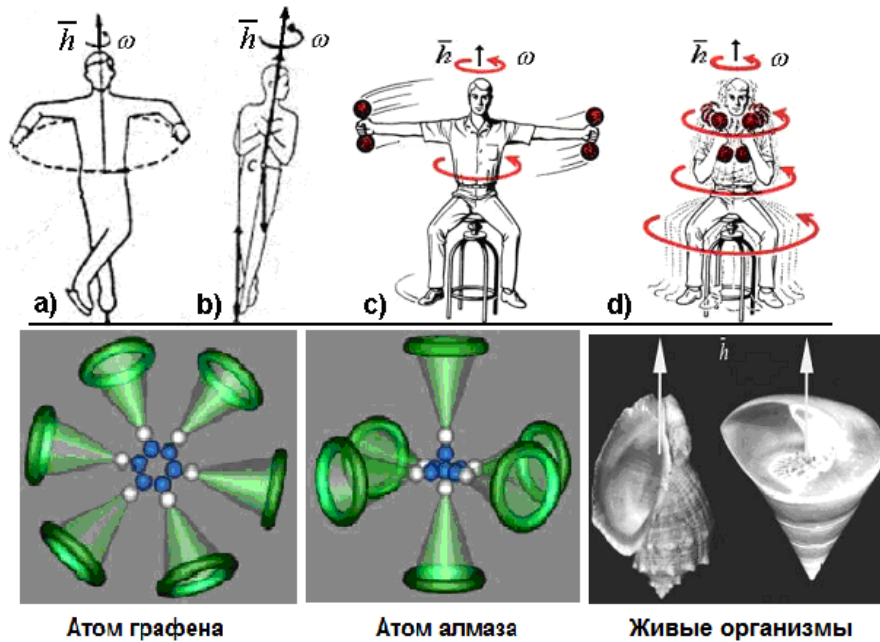 h̅ ω h̅ ω h̅ ω h̅ ω
C
a) b) c) d)
h̅
Атом графена Атом алмаза Живые организмы